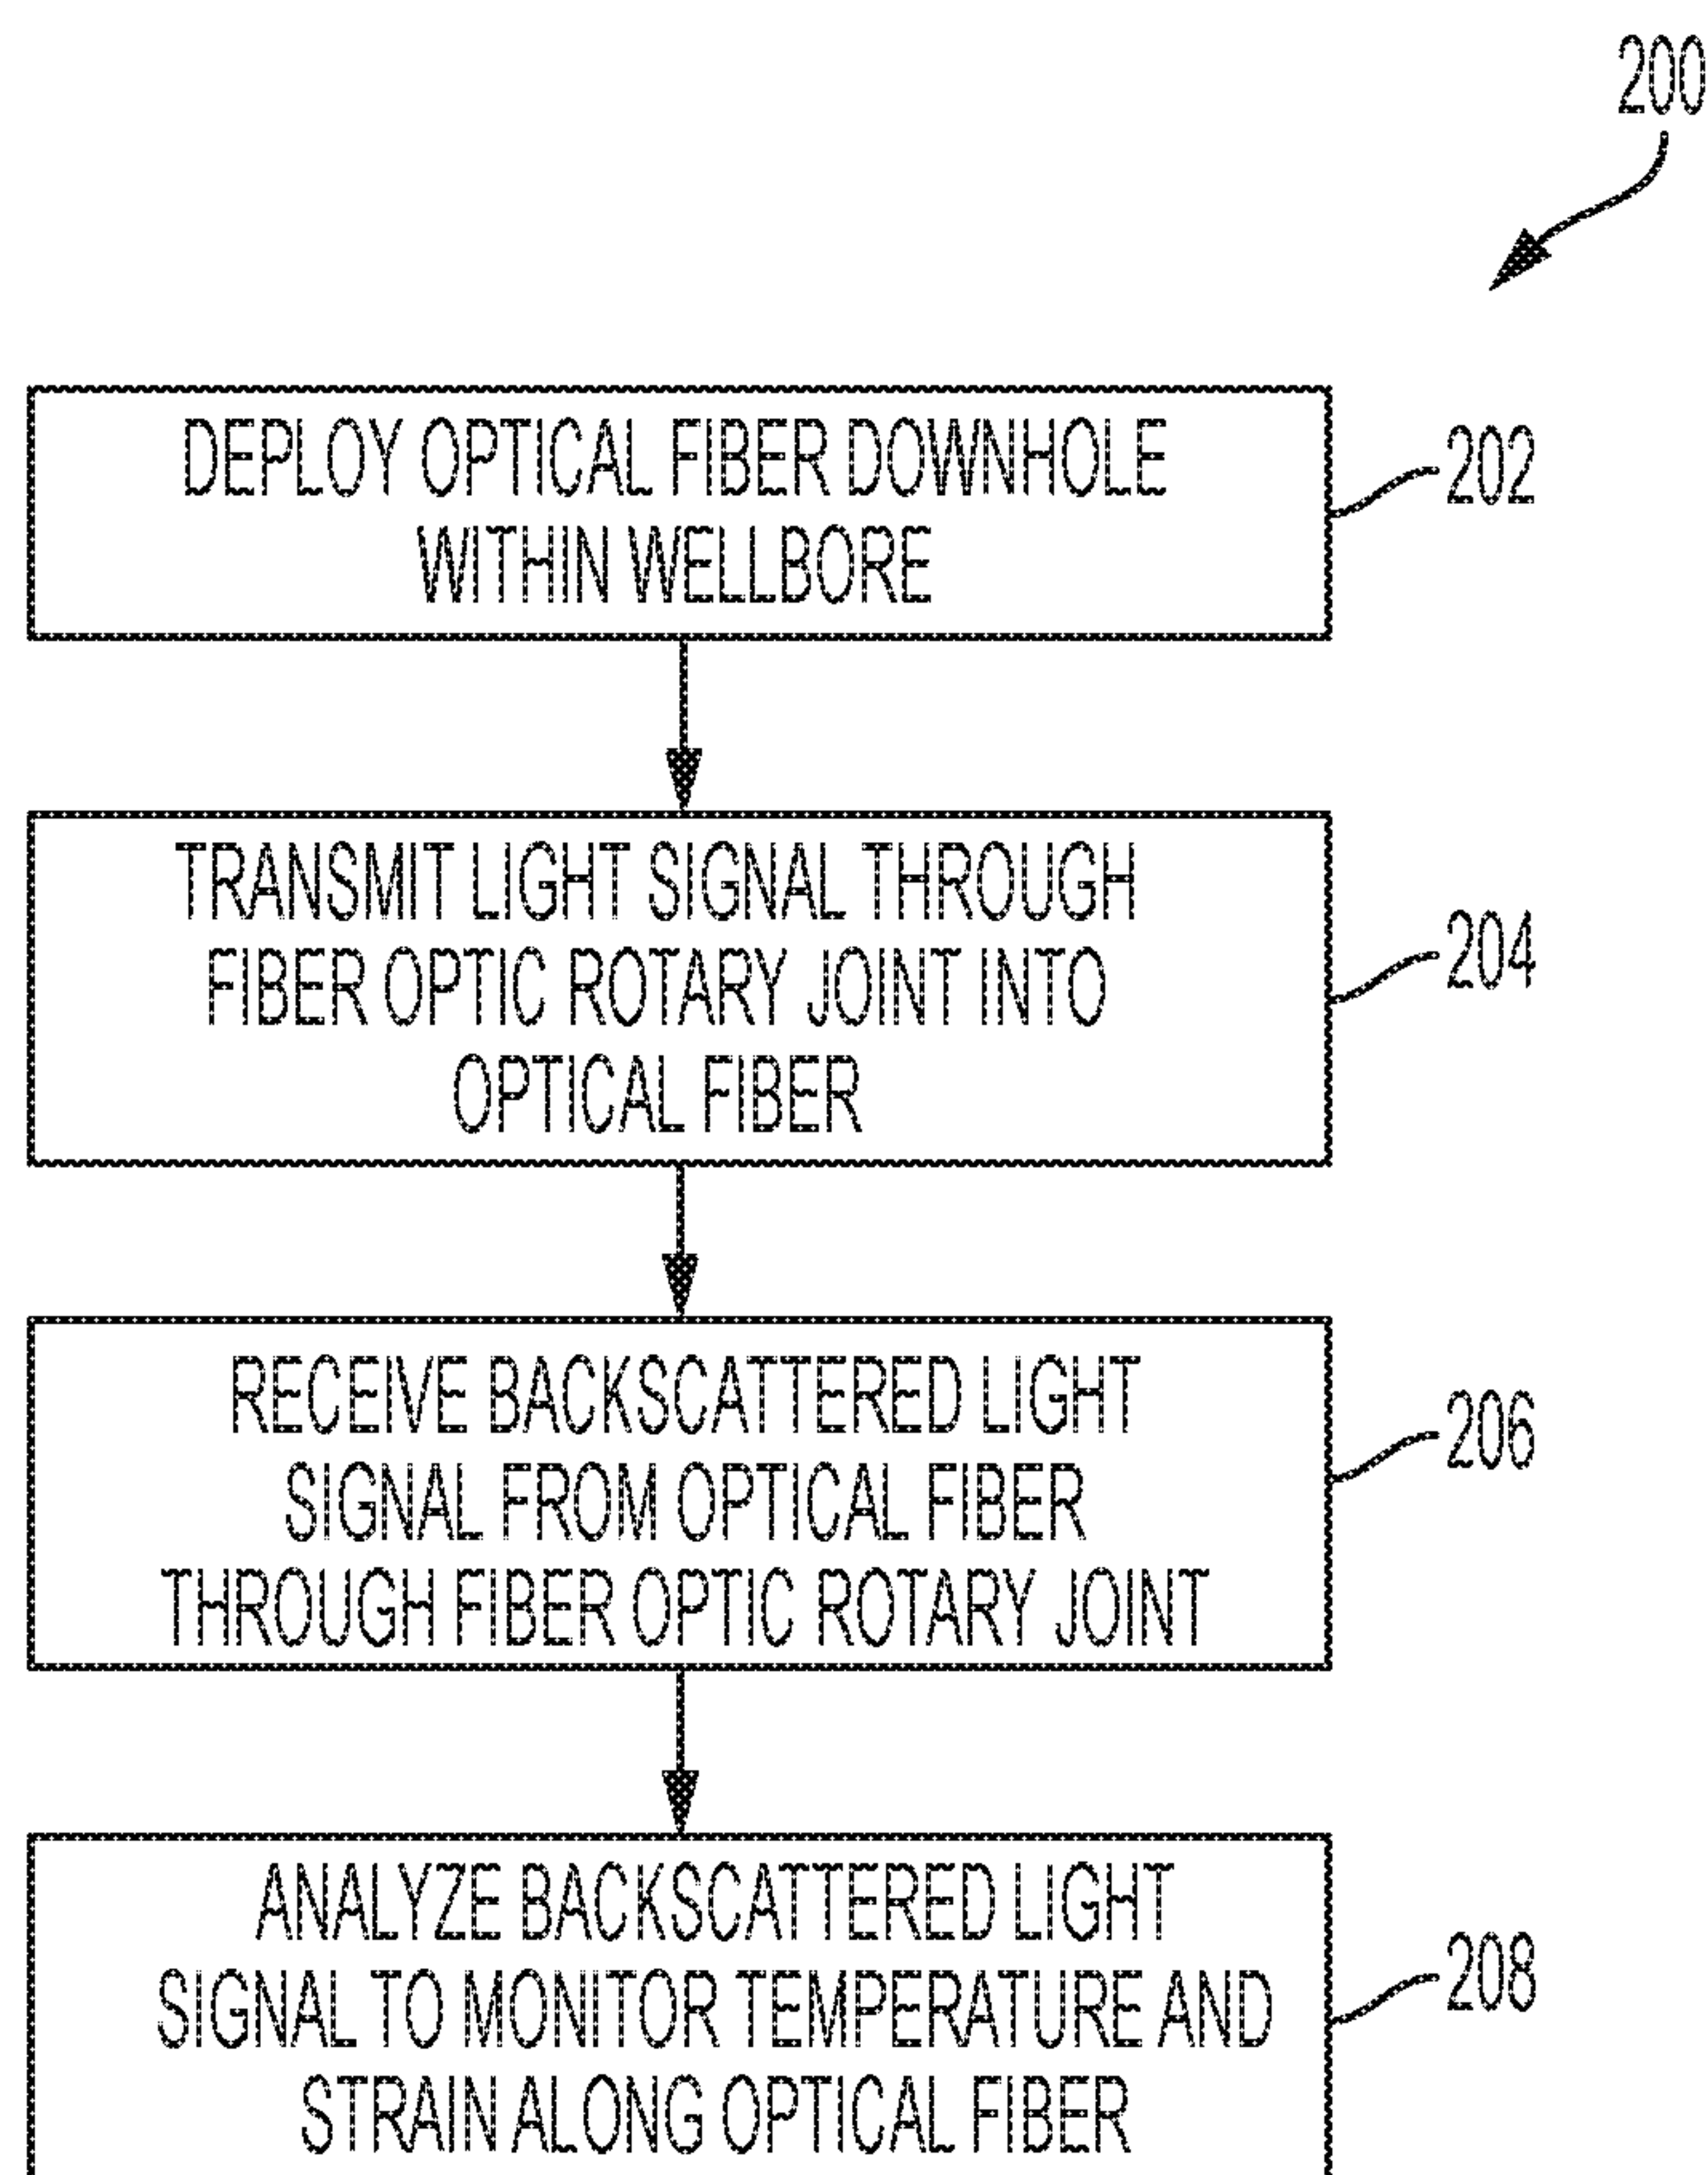 200
DEPLOY OPTICAL FIBER DOWNHOLE
WITHIN WELLBORE
202
TRANSMIT LIGHT SIGNAL THROUGH
FIBER OPTIC ROTARY JOINT INTO
OPTICAL FIBER
204
RECEIVE BACKSCATTERED LIGHT
SIGNAL FROM OPTICAL FIBER
THROUGH FIBER OPTIC ROTARY JOINT
206
ANALYZE BACKSCATTERED LIGHT
SIGNAL TO MONITOR TEMPERATURE AND
STRAIN ALONG OPTICAL FIBER
208